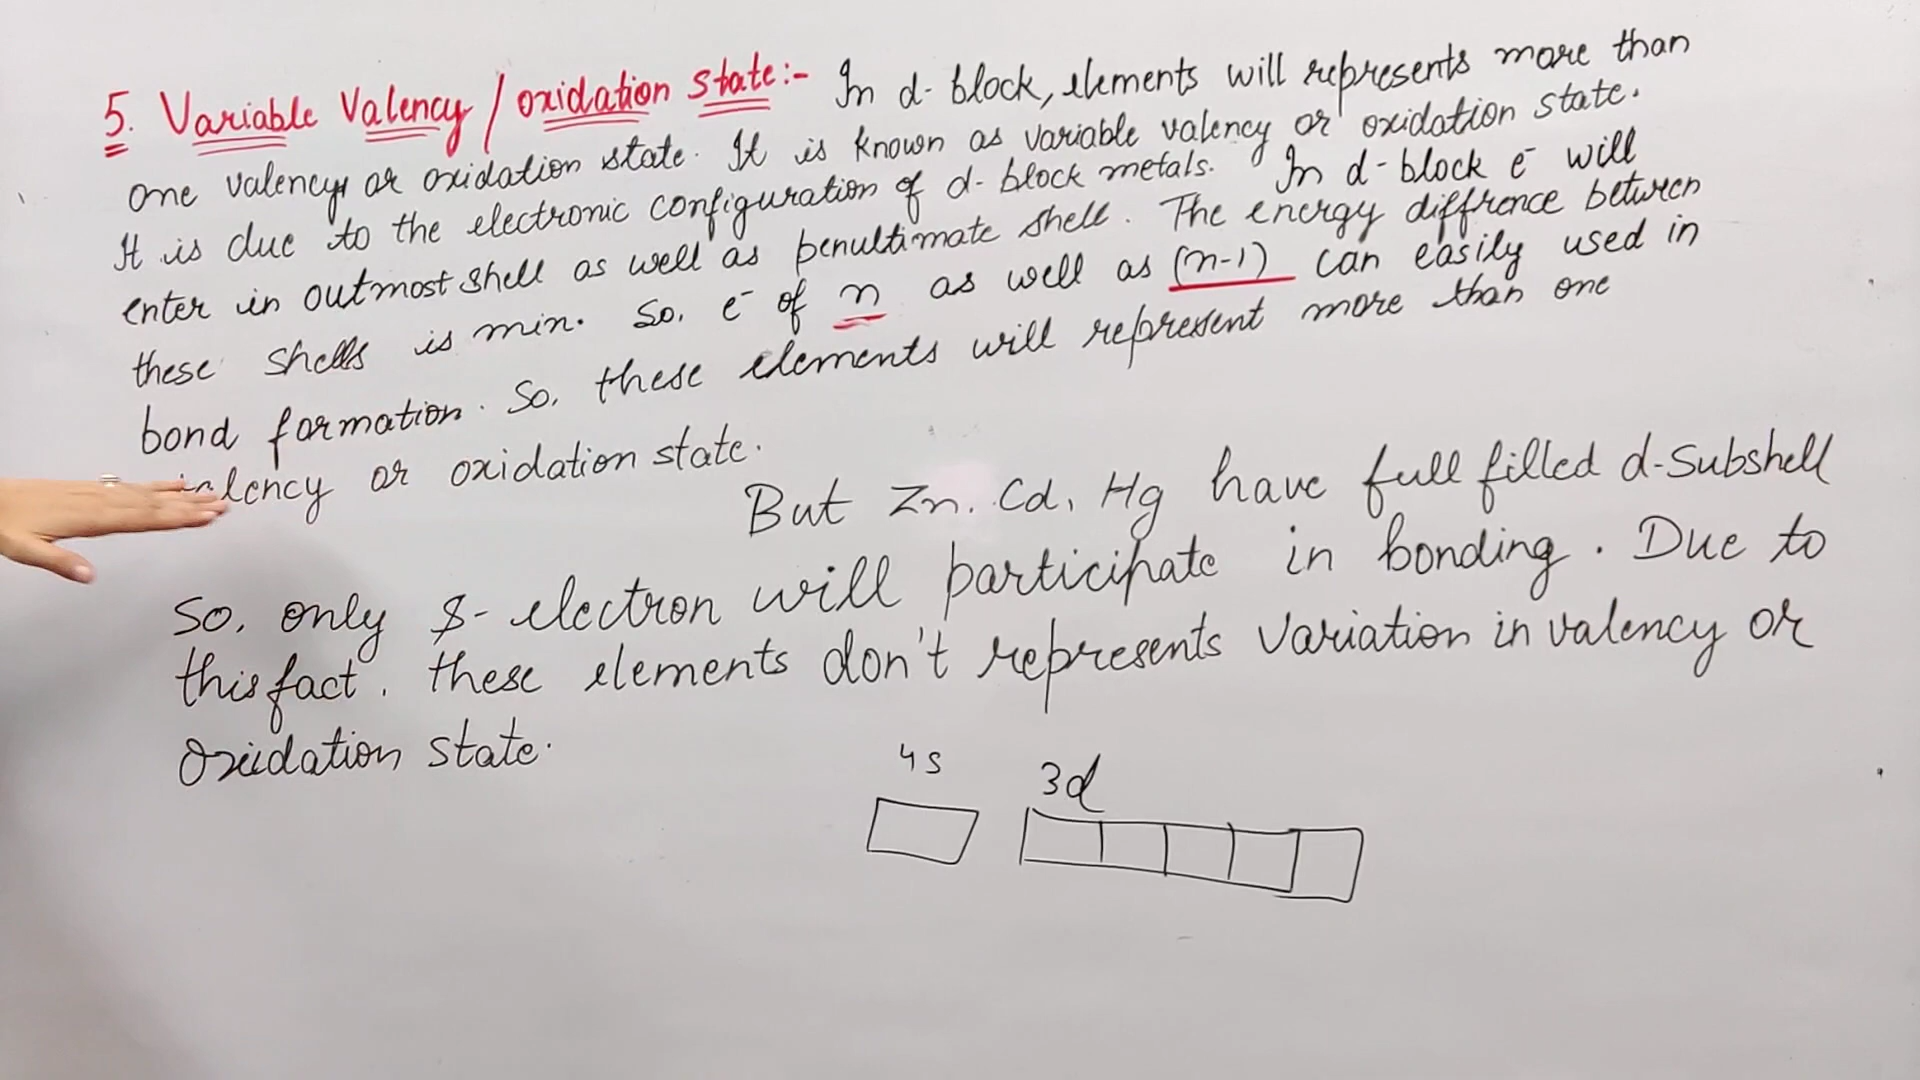 5. Variable Valency / oxidation state:- In d-block, elements will represents more than
one valency or oxidation state. It is known as variable valency or oxidation state.
It is due to the electronic configuration of d-block metals. In d-block e⁻ will
enter in outmost shell as well as penultimate shell. The energy diffrence between
these shells is min. So, e⁻ of n as well as (n-1) can easily used in
bond formation. So, these elements will represent more than one
valency or oxidation state.
But Zn, Cd, Hg have full filled d-Subshell
So, only s-electron will participate in bonding. Due to
this fact, these elements don't represents variation in valency or
Oxidation state.
4s 3d